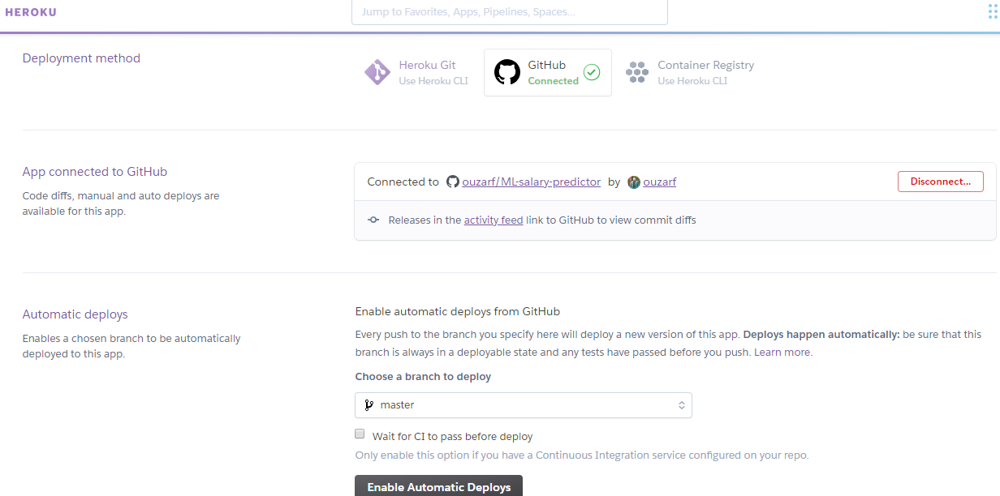 HEROKU
Jump to Favorites, Apps, Pipelines, Spaces...
Deployment method
Heroku Git
Use Heroku CLI
GitHub
Connected
Container Registry
Use Heroku CLI
App connected to GitHub
Code diffs, manual and auto deploys are
available for this app.
Connected to ouzarf/ML-salary-predictor by ouzarf
Disconnect...
Releases in the activity feed link to GitHub to view commit diffs
Automatic deploys
Enables a chosen branch to be automatically
deployed to this app.
Enable automatic deploys from GitHub
Every push to the branch you specify here will deploy a new version of this app. Deploys happen automatically: be sure that this
branch is always in a deployable state and any tests have passed before you push. Learn more.
Choose a branch to deploy
master
Wait for CI to pass before deploy
Only enable this option if you have a Continuous Integration service configured on your repo.
Enable Automatic Deploys